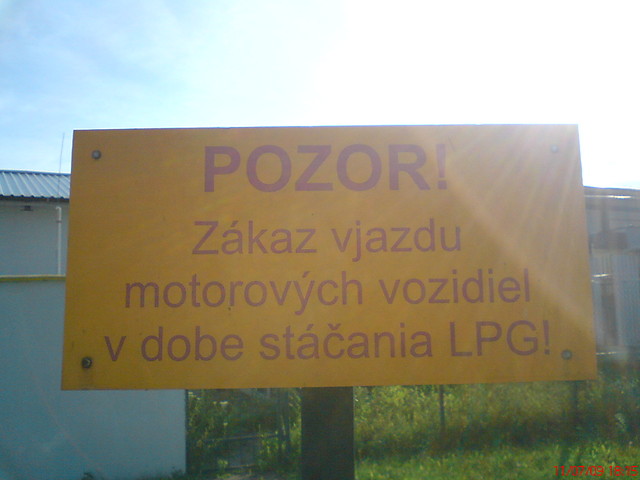 POZOR!
Zákaz vjazdu
motorových vozidiel
v dobe stáčania LPG!